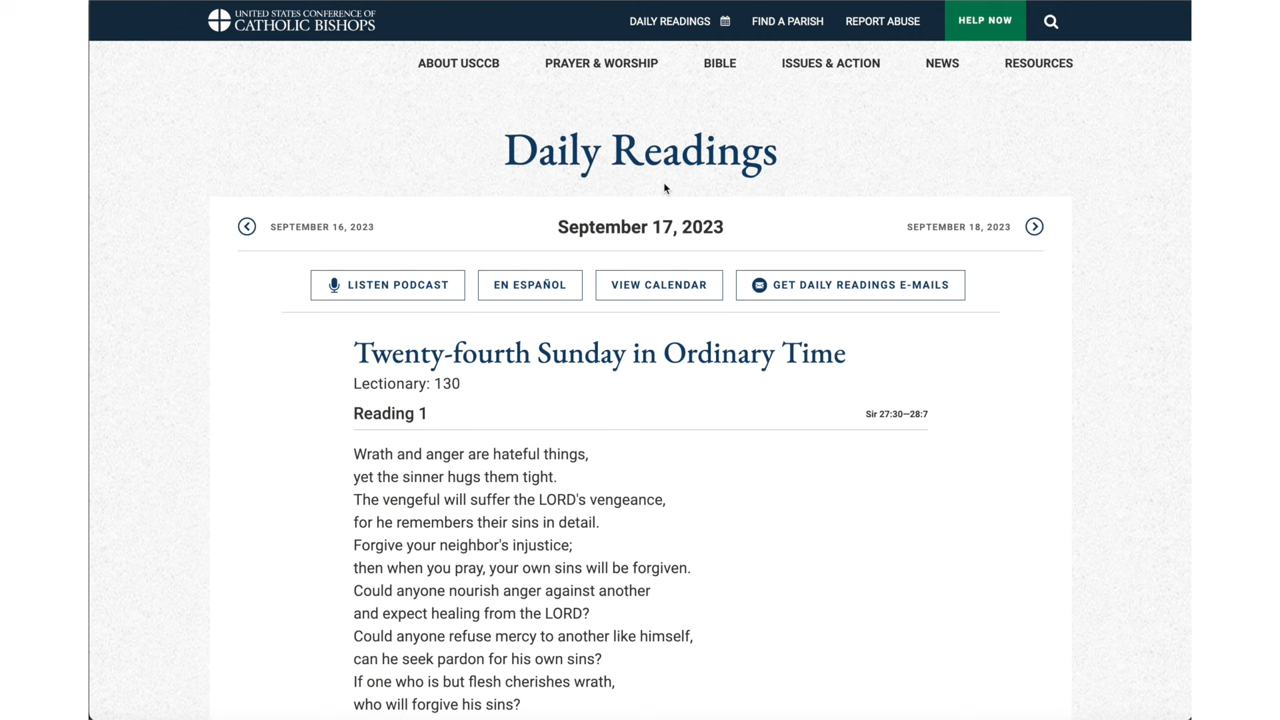 UNITED STATES CONFERENCE OF
CATHOLIC BISHOPS
DAILY READINGS
FIND A PARISH
REPORT ABUSE
HELP NOW
ABOUT USCCB
PRAYER & WORSHIP
BIBLE
ISSUES & ACTION
NEWS
RESOURCES
Daily Readings
SEPTEMBER 16, 2023
September 17, 2023
SEPTEMBER 18, 2023
LISTEN PODCAST
EN ESPAÑOL
VIEW CALENDAR
GET DAILY READINGS E-MAILS
Twenty-fourth Sunday in Ordinary Time
Lectionary: 130
Reading 1
Sir 27:30—28:7
Wrath and anger are hateful things,
yet the sinner hugs them tight.
The vengeful will suffer the LORD's vengeance,
for he remembers their sins in detail.
Forgive your neighbor's injustice;
then when you pray, your own sins will be forgiven.
Could anyone nourish anger against another
and expect healing from the LORD?
Could anyone refuse mercy to another like himself,
can he seek pardon for his own sins?
If one who is but flesh cherishes wrath,
who will forgive his sins?